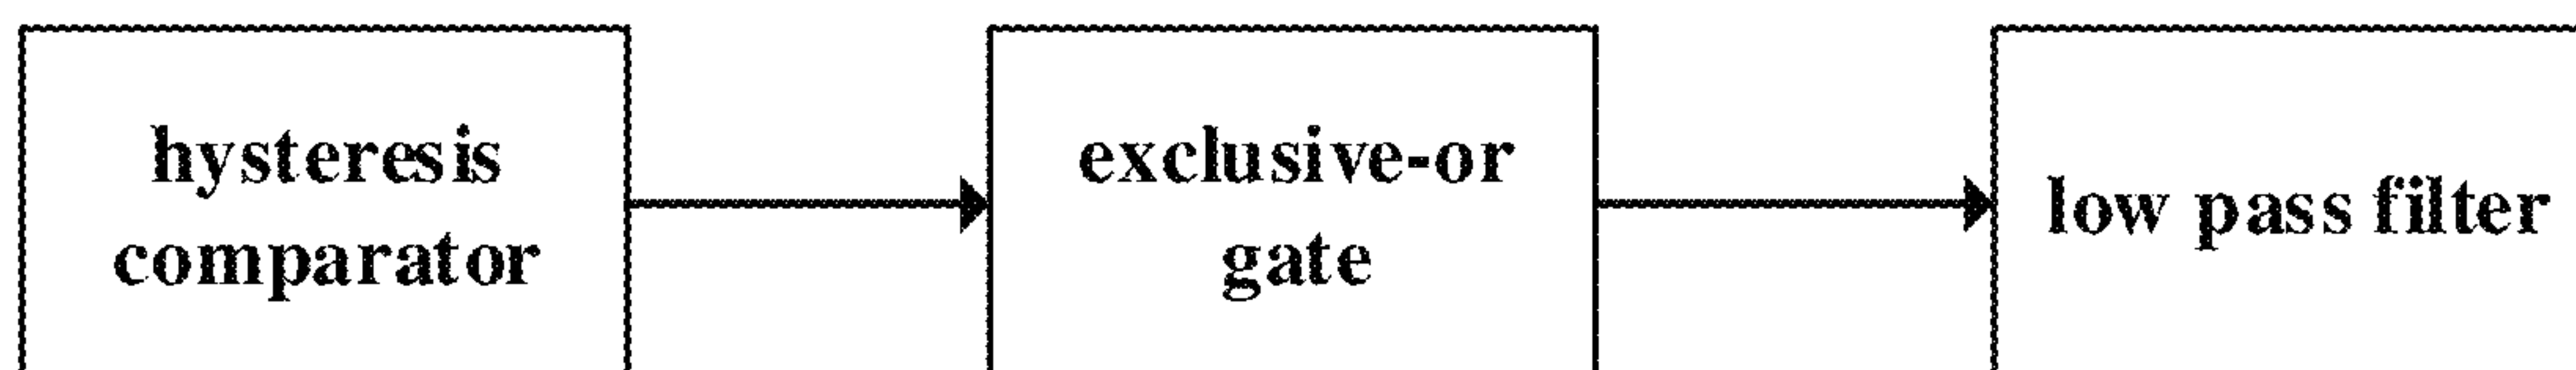 hysteresis
comparator
exclusive-or
gate
low pass filter